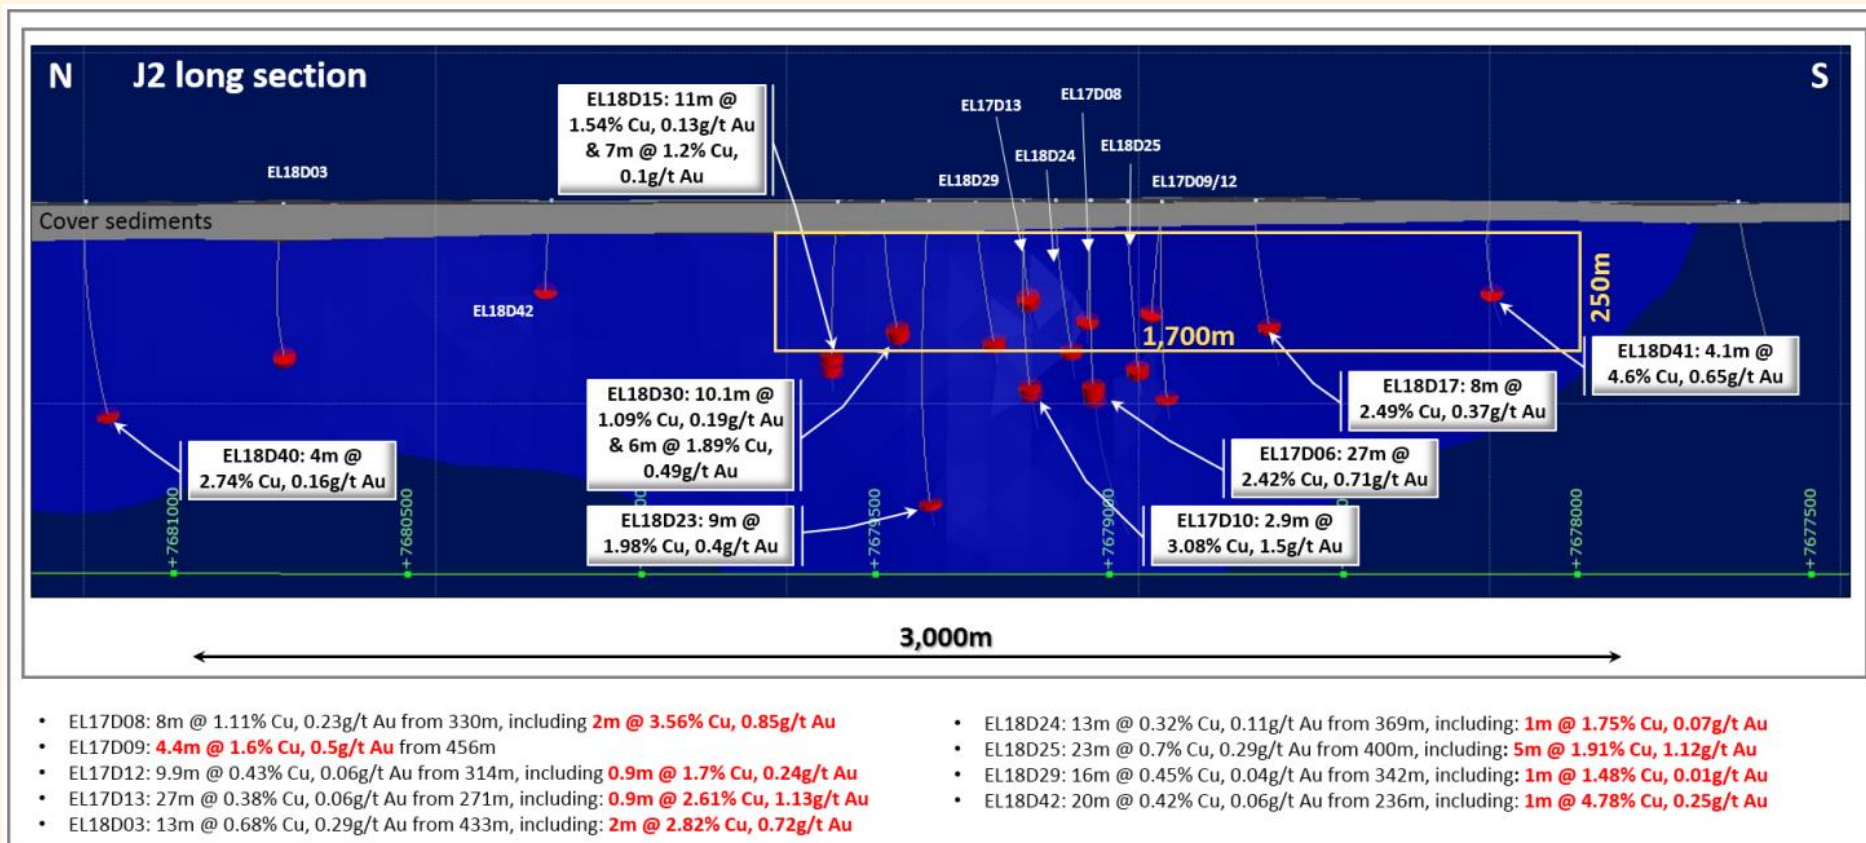 N
J2 long section
S
EL18D15: 11m @
1.54% Cu, 0.13g/t Au
& 7m @ 1.2% Cu,
0.1g/t Au
EL17D13
EL17D08
EL18D24
EL18D25
EL18D03
EL18D29
EL17D09/12
Cover sediments
EL18D42
1,700m
250m
EL18D41: 4.1m @
4.6% Cu, 0.65g/t Au
EL18D30: 10.1m @
1.09% Cu, 0.19g/t Au
& 6m @ 1.89% Cu,
0.49g/t Au
EL18D17: 8m @
2.49% Cu, 0.37g/t Au
EL18D40: 4m @
2.74% Cu, 0.16g/t Au
EL17D06: 27m @
2.42% Cu, 0.71g/t Au
EL18D23: 9m @
1.98% Cu, 0.4g/t Au
EL17D10: 2.9m @
3.08% Cu, 1.5g/t Au
+7681000
+7680500
+7679500
+7679000
+7678000
+7677500
3,000m
• EL17D08: 8m @ 1.11% Cu, 0.23g/t Au from 330m, including 2m @ 3.56% Cu, 0.85g/t Au
• EL17D09: 4.4m @ 1.6% Cu, 0.5g/t Au from 456m
• EL17D12: 9.9m @ 0.43% Cu, 0.06g/t Au from 314m, including 0.9m @ 1.7% Cu, 0.24g/t Au
• EL17D13: 27m @ 0.38% Cu, 0.06g/t Au from 271m, including: 0.9m @ 2.61% Cu, 1.13g/t Au
• EL18D03: 13m @ 0.68% Cu, 0.29g/t Au from 433m, including: 2m @ 2.82% Cu, 0.72g/t Au
• EL18D24: 13m @ 0.32% Cu, 0.11g/t Au from 369m, including: 1m @ 1.75% Cu, 0.07g/t Au
• EL18D25: 23m @ 0.7% Cu, 0.29g/t Au from 400m, including: 5m @ 1.91% Cu, 1.12g/t Au
• EL18D29: 16m @ 0.45% Cu, 0.04g/t Au from 342m, including: 1m @ 1.48% Cu, 0.01g/t Au
• EL18D42: 20m @ 0.42% Cu, 0.06g/t Au from 236m, including: 1m @ 4.78% Cu, 0.25g/t Au